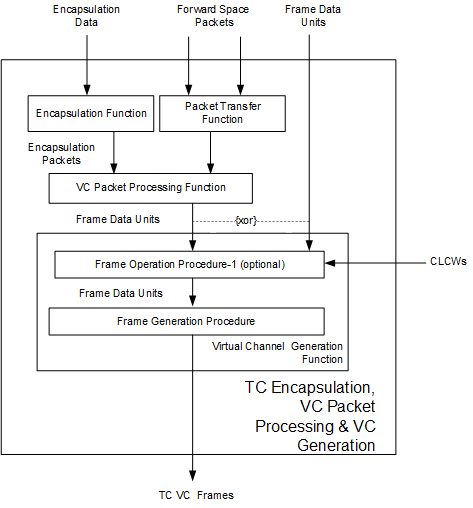 Encapsulation
Data
Forward Space
Packets
Frame Data
Units
Encapsulation Function
Packet Transfer
Function
Encapsulation
Packets
VC Packet Processing Function
Frame Data Units
{xor}
Frame Operation Procedure-1 (optional)
CLCWs
Frame Data Units
Frame Generation Procedure
Virtual Channel Generation
Function
TC Encapsulation,
VC Packet
Processing & VC
Generation
TC VC Frames